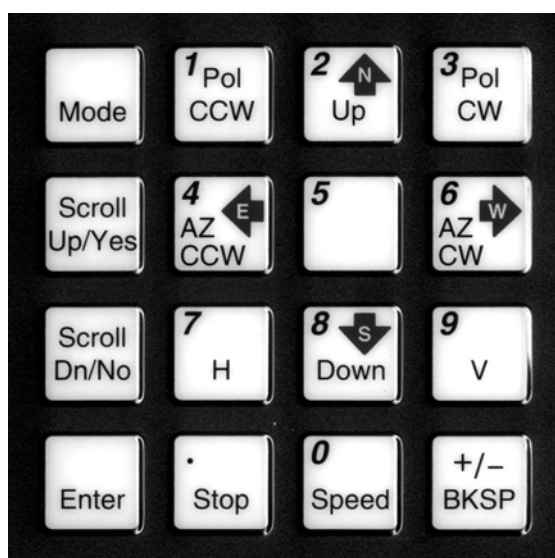 Mode
1 Pol
CCW
2 N
Up
3 Pol
CW
Scroll
Up/Yes
4 E
AZ
CCW
5
6 W
AZ
CW
Scroll
Dn/No
7
H
8 S
Down
9
V
Enter
.
Stop
0
Speed
+/–
BKSP